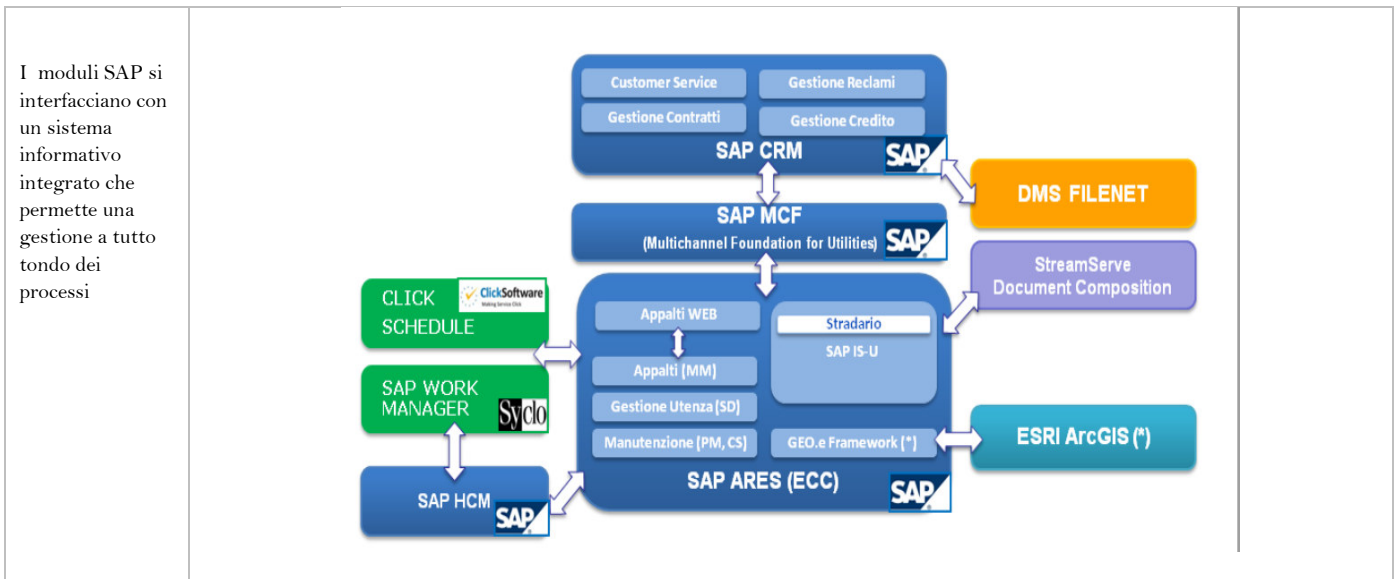 I moduli SAP si
interfacciano con
un sistema
informativo
integrato che
permette una
gestione a tutto
tondo dei
processi
Customer Service
Gestione Reclami
Gestione Contratti
Gestione Credito
SAP CRM
SAP
DMS FILENET
SAP MCF
(Multichannel Foundation for Utilities)
SAP
StreamServe
Document Composition
CLICK
SCHEDULE
ClickSoftware
Making Service Click
Appalti WEB
Stradario
SAP IS-U
Appalti (MM)
SAP WORK
MANAGER
Syclo
Gestione Utenza (SD)
Manutenzione (PM, CS)
GEO.e Framework (*)
ESRI ArcGIS (*)
SAP ARES (ECC)
SAP
SAP HCM
SAP